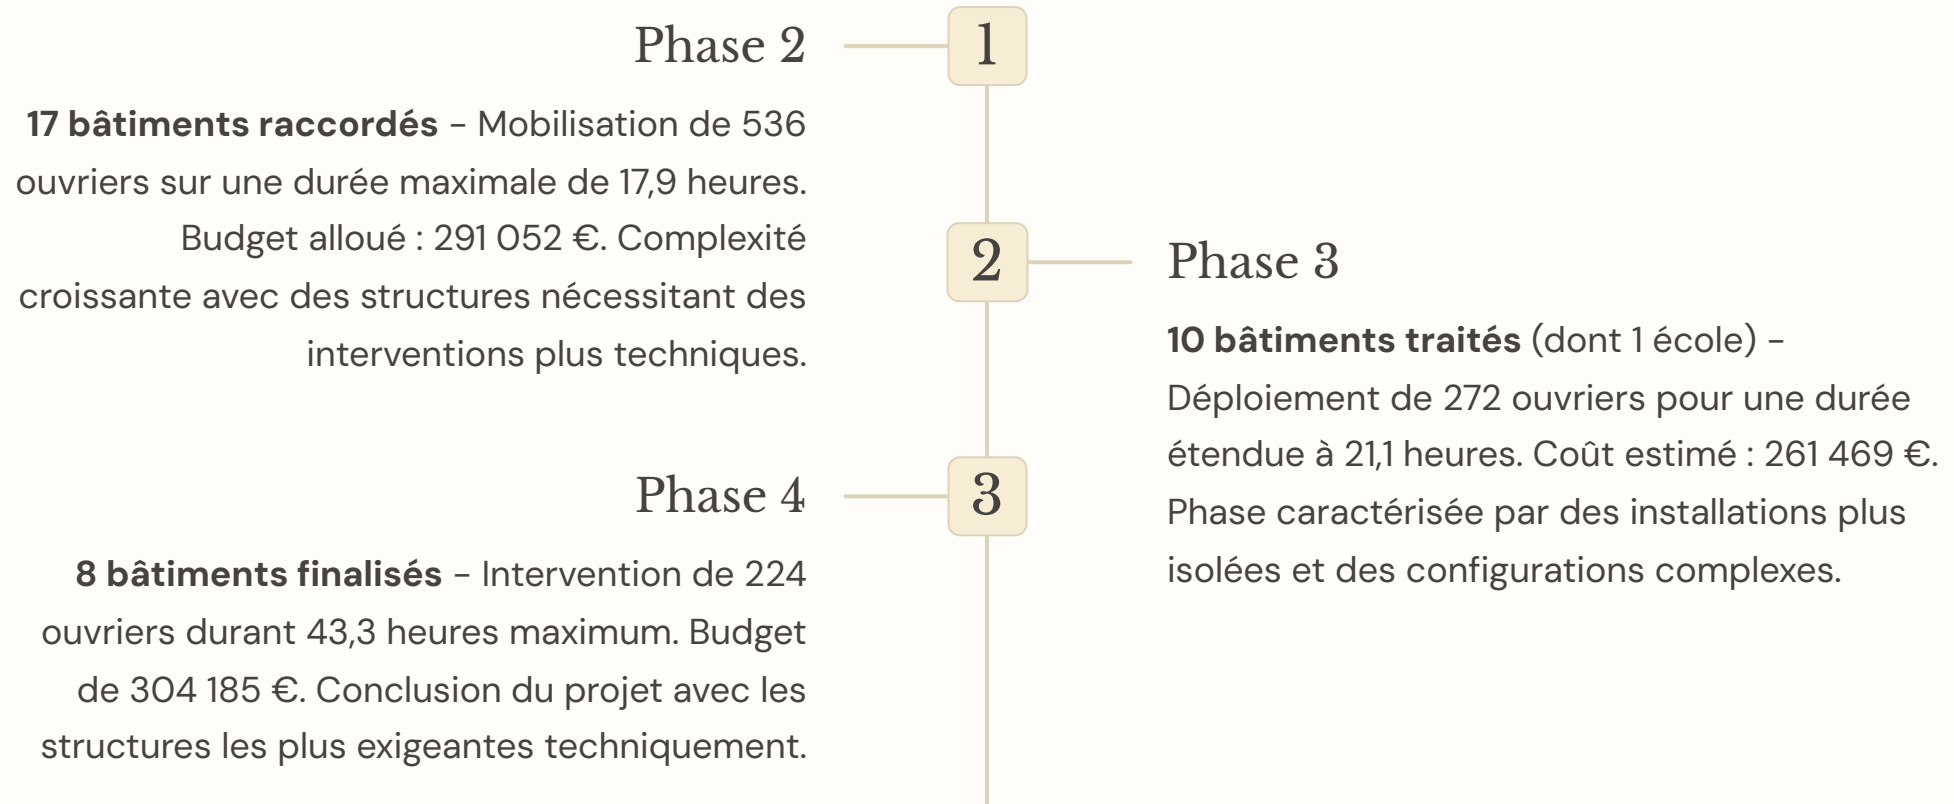 Phase 2
1
17 bâtiments raccordés – Mobilisation de 536
ouvriers sur une durée maximale de 17,9 heures.
Budget alloué : 291 052 €. Complexité
croissante avec des structures nécessitant des
interventions plus techniques.
2
Phase 3
10 bâtiments traités (dont 1 école) –
Déploiement de 272 ouvriers pour une durée
étendue à 21,1 heures. Coût estimé : 261 469 €.
Phase caractérisée par des installations plus
isolées et des configurations complexes.
Phase 4
3
8 bâtiments finalisés – Intervention de 224
ouvriers durant 43,3 heures maximum. Budget
de 304 185 €. Conclusion du projet avec les
structures les plus exigeantes techniquement.